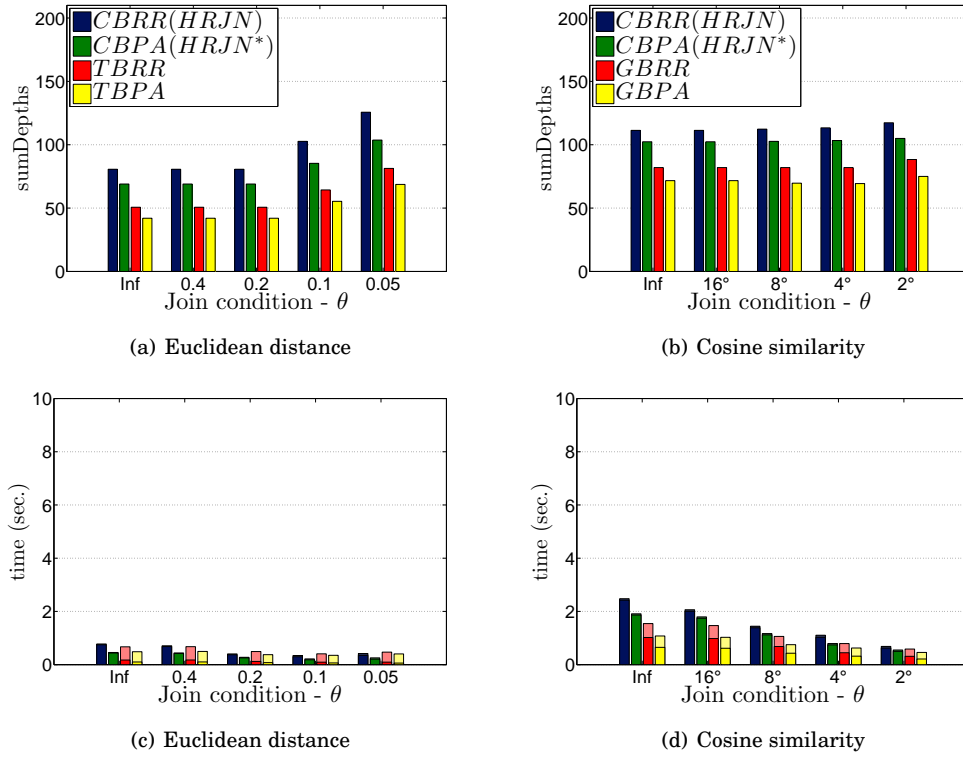 200
150
100
50
0
sumDepths
CBRR(HRJN)
CBPA(HRJN*)
TBRR
TBPA
Inf 0.4 0.2 0.1 0.05
Join condition - θ
(a) Euclidean distance
200
150
100
50
0
sumDepths
CBRR(HRJN)
CBPA(HRJN*)
GBRR
GBPA
Inf 16° 8° 4° 2°
Join condition - θ
(b) Cosine similarity
10
8
6
4
2
0
time (sec.)
Inf 0.4 0.2 0.1 0.05
Join condition - θ
(c) Euclidean distance
10
8
6
4
2
0
time (sec.)
Inf 16° 8° 4° 2°
Join condition - θ
(d) Cosine similarity